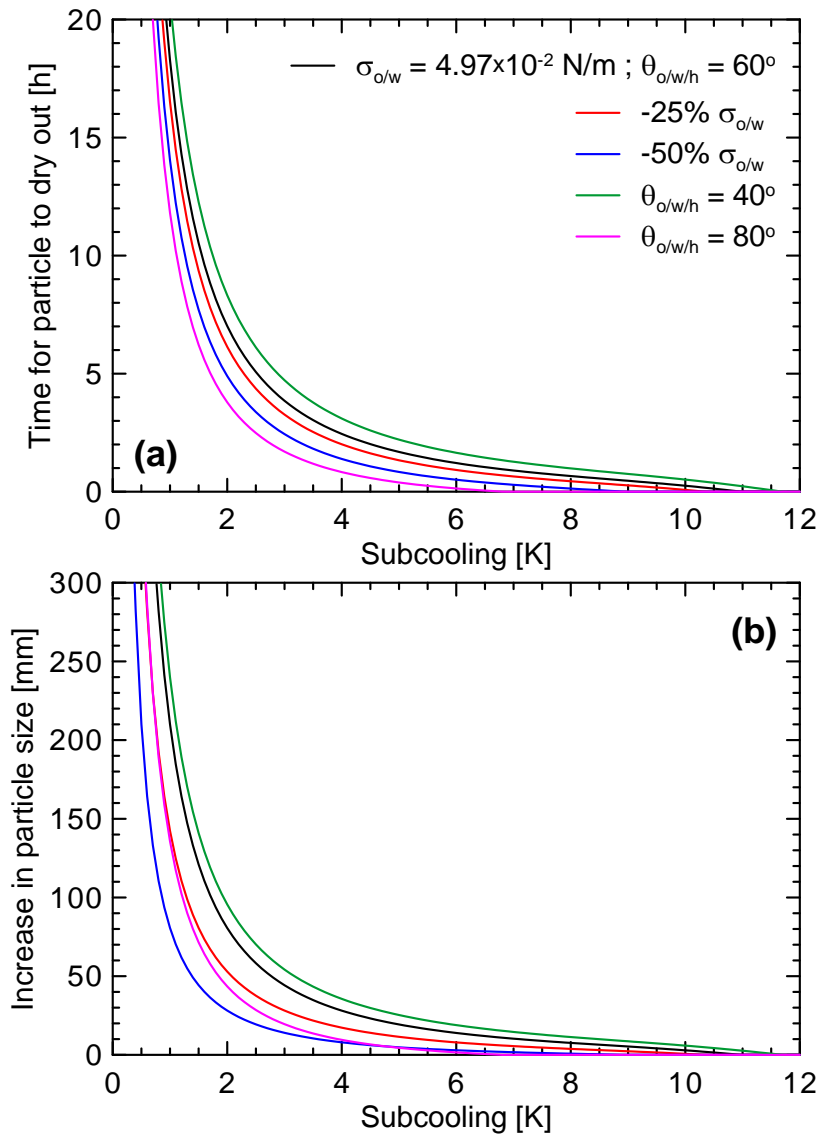 20
σo/w = 4.97×10-2 N/m ; θo/w/h = 60o
-25% σo/w
-50% σo/w
θo/w/h = 40o
θo/w/h = 80o
15
10
5
0
Time for particle to dry out [h]
(a)
0 2 4 6 8 10 12
Subcooling [K]
300
250
200
150
100
50
0
Increase in particle size [mm]
(b)
0 2 4 6 8 10 12
Subcooling [K]